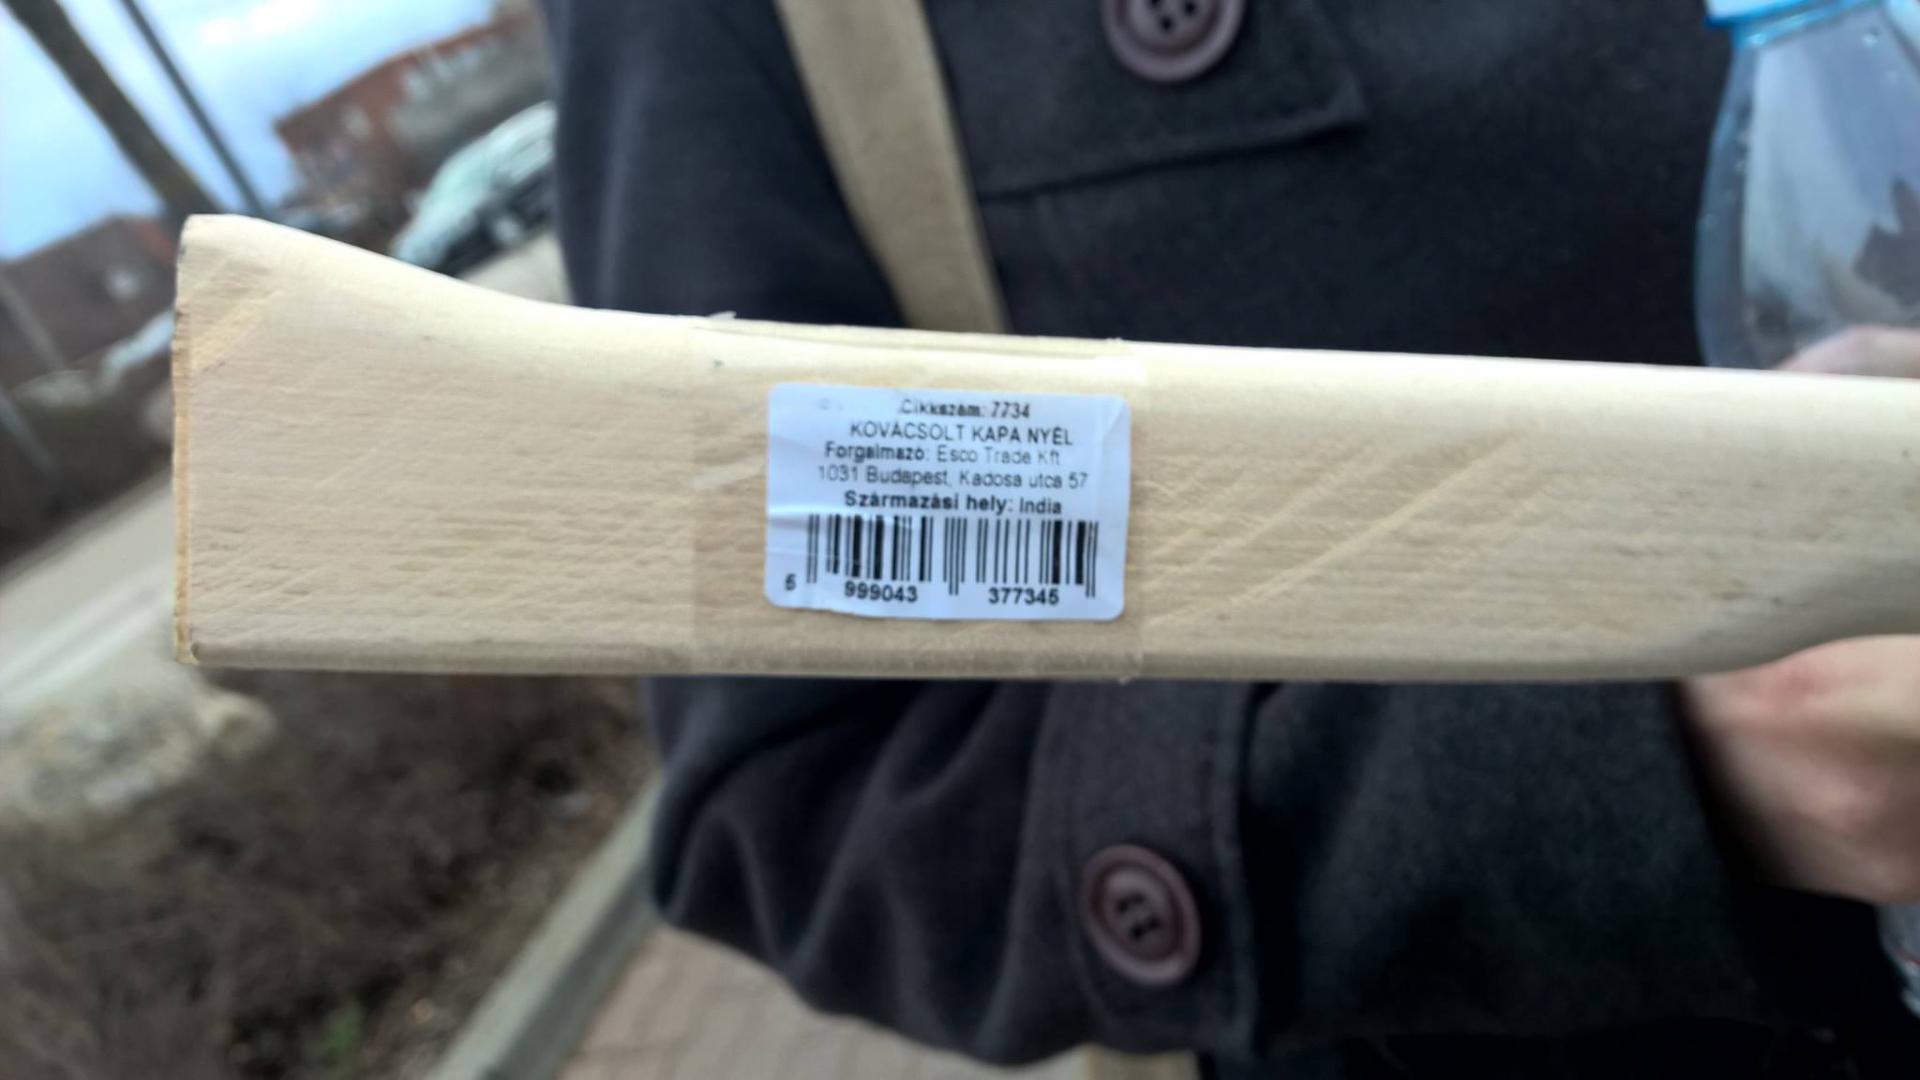 Cikkszám: 7734
KOVÁCSOLT KAPA NYÉL
Forgalmazó: Esco Trade Kft
1031 Budapest, Kadosa utca 57
Származási hely: India
5 999043 377345